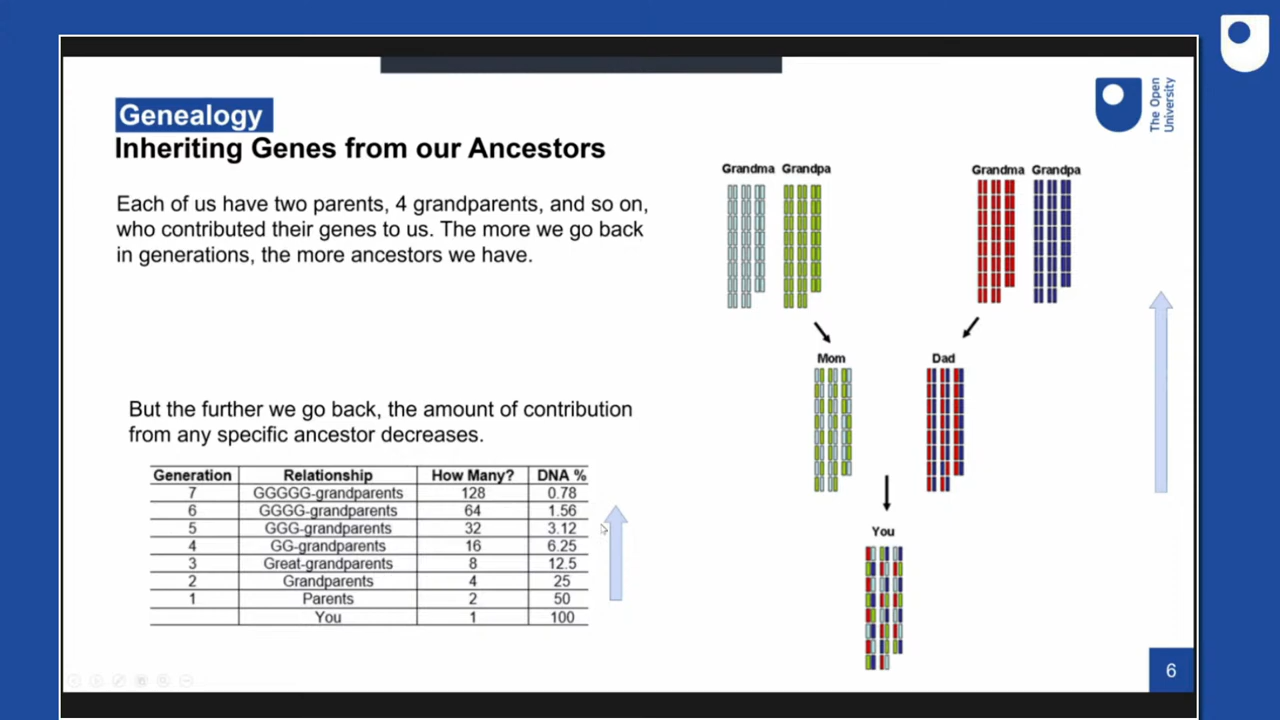 Genealogy
Inheriting Genes from our Ancestors
Each of us have two parents, 4 grandparents, and so on,
who contributed their genes to us. The more we go back
in generations, the more ancestors we have.
But the further we go back, the amount of contribution
from any specific ancestor decreases.
Generation Relationship How Many? DNA %
7 GGGGG-grandparents 128 0.78
6 GGGG-grandparents 64 1.56
5 GGG-grandparents 32 3.12
4 GG-grandparents 16 6.25
3 Great-grandparents 8 12.5
2 Grandparents 4 25
1 Parents 2 50
You 1 100
Grandma Grandpa
Grandma Grandpa
Mom
Dad
You
The Open
University
6